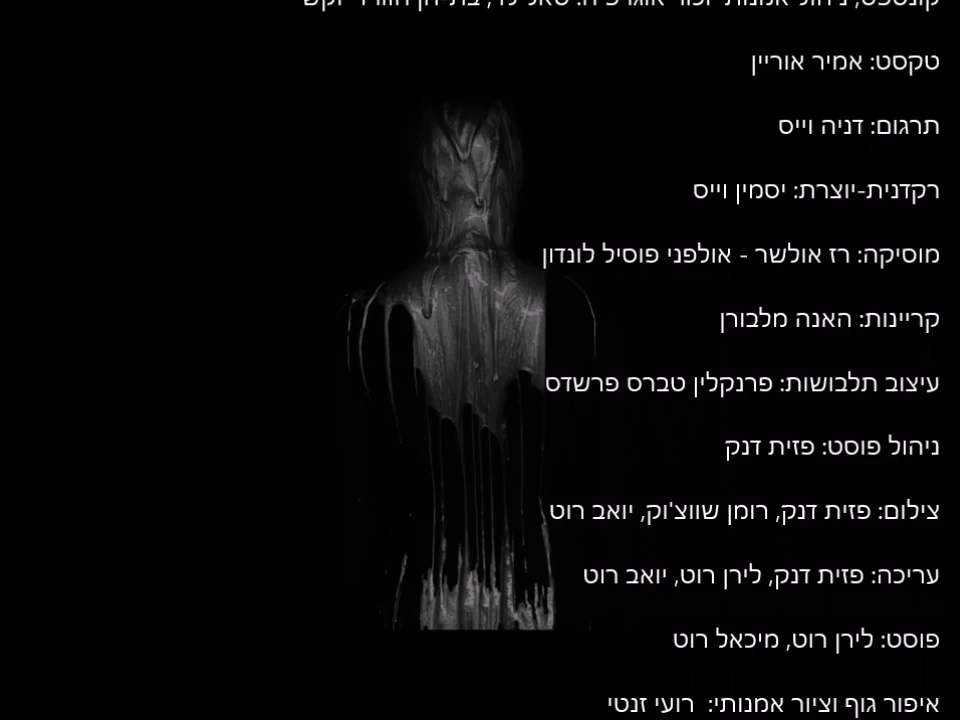 טקסט: אמיר אוריין
תרגום: דניה וייס
רקדנית-יוצרת: יסמין וייס
מוסיקה: רז אולשר - אולפני פוסיל לונדון
קריינות: האנה מלבורן
עיצוב תלבושות: פרנקלין טברס פרשדס
ניהול פוסט: פזית דנק
צילום: פזית דנק, רומן שווצ'וק, יואב רוט
עריכה: פזית דנק, לירן רוט, יואב רוט
פוסט: לירן רוט, מיכאל רוט
איפור גוף וציור אמנותי: רועי זנטי